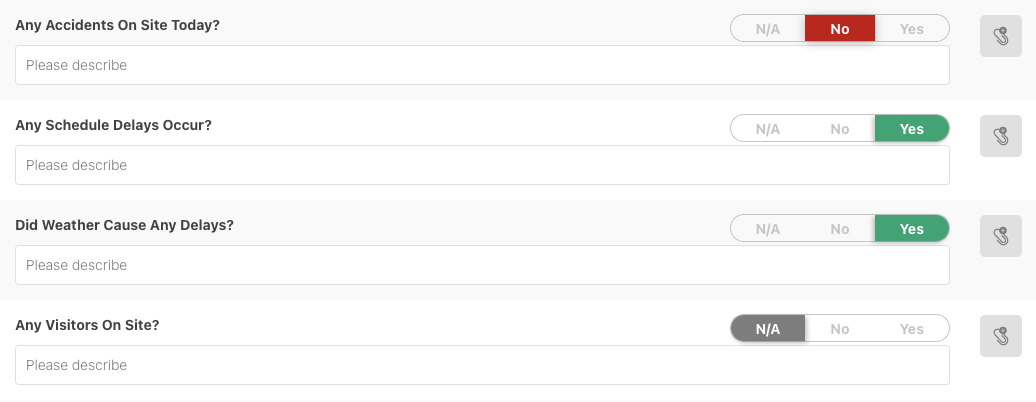 Any Accidents On Site Today?
N/A No Yes
Please describe
Any Schedule Delays Occur?
N/A No Yes
Please describe
Did Weather Cause Any Delays?
N/A No Yes
Please describe
Any Visitors On Site?
N/A No Yes
Please describe